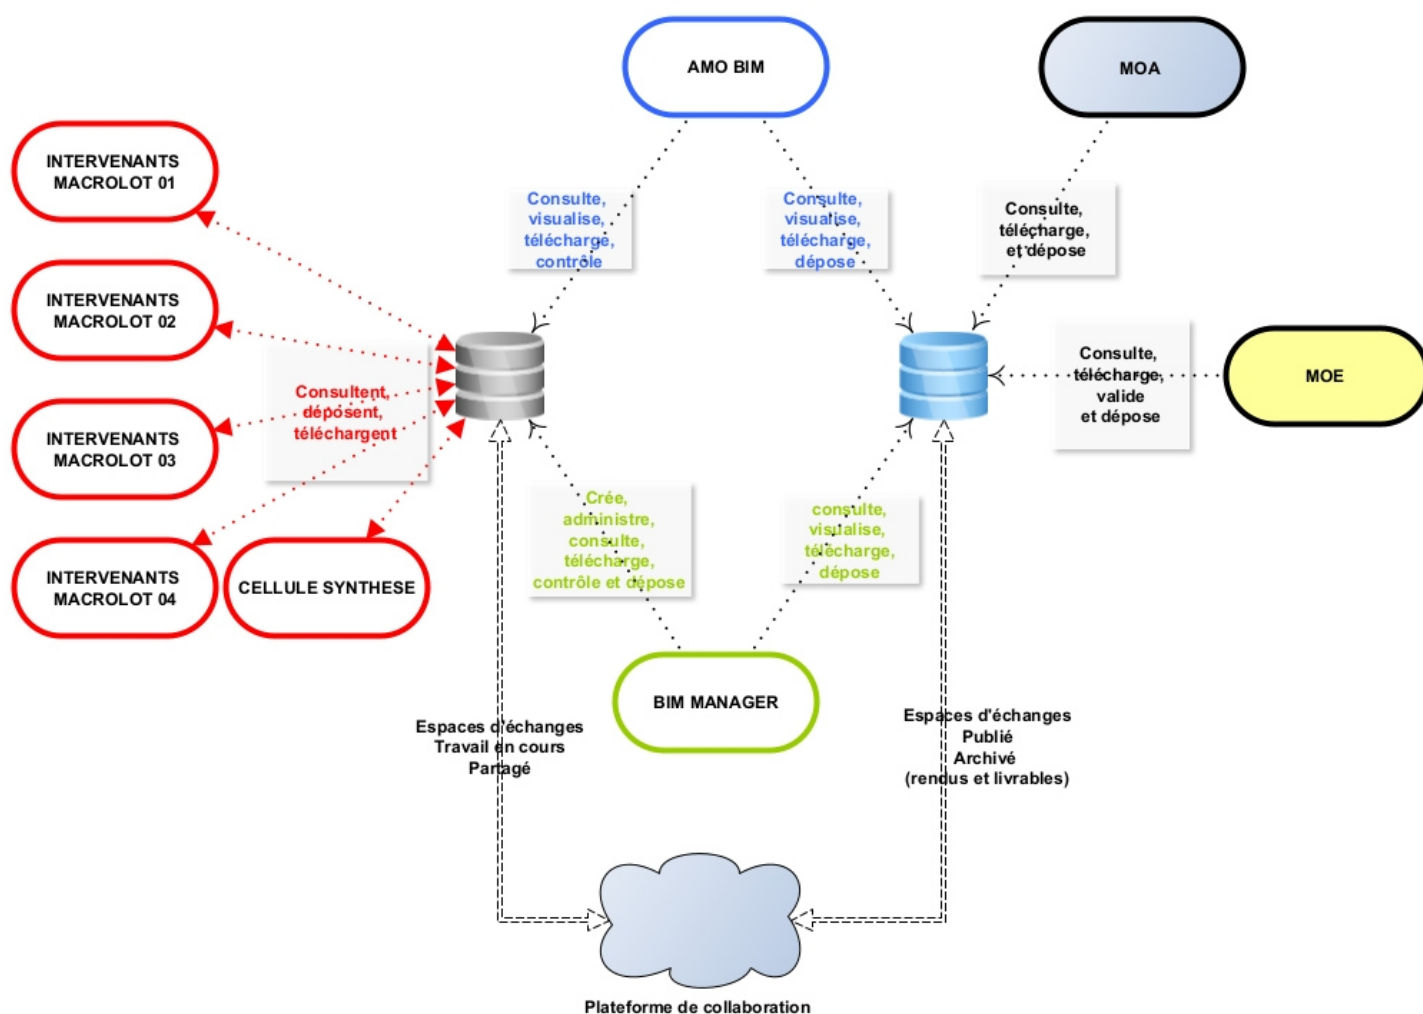 AMO BIM
MOA
INTERVENANTS
MACROLOT 01
Consulte,
visualise,
télécharge,
contrôle
Consulte,
visualise,
télécharge,
dépose
Consulte,
télécharge,
et dépose
INTERVENANTS
MACROLOT 02
Consulte,
télécharge,
valide
et dépose
MOE
Consultent,
déposent,
téléchargent
INTERVENANTS
MACROLOT 03
Crée,
administre,
consulte,
télécharge,
contrôle et dépose
consulte,
visualise,
télécharge,
dépose
INTERVENANTS
MACROLOT 04
CELLULE SYNTHESE
BIM MANAGER
Espaces d'échanges
Travail en cours
Partagé
Espaces d'échanges
Publié
Archivé
(rendus et livrables)
Plateforme de collaboration